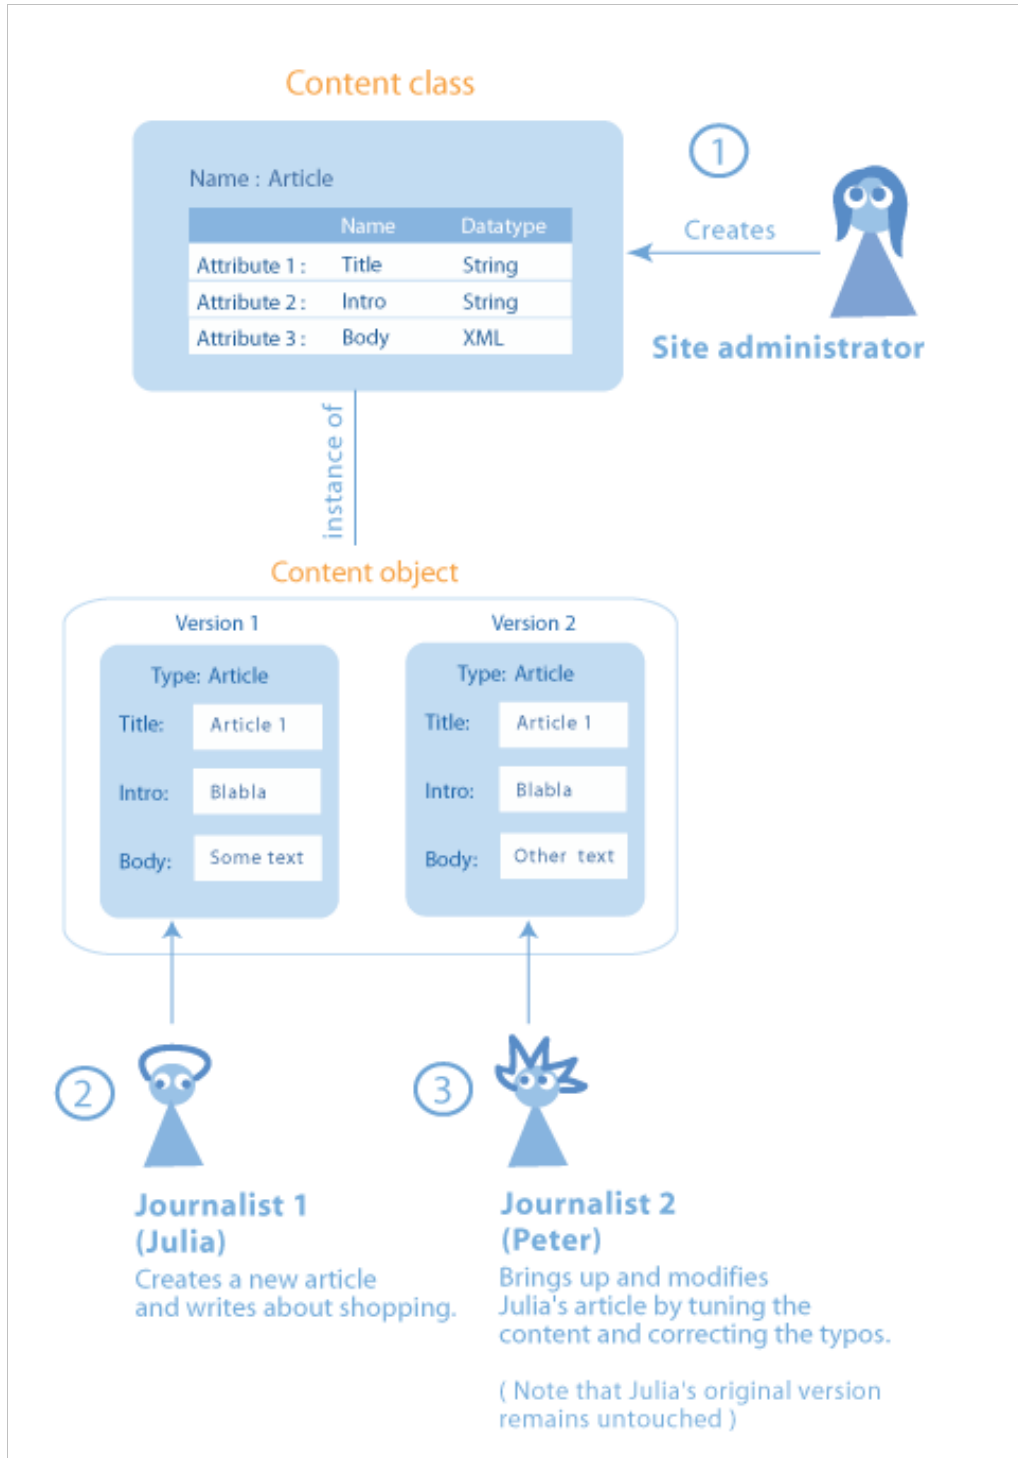 Content class
1
Name : Article
Name Datatype
Attribute 1 : Title String
Attribute 2 : Intro String
Attribute 3 : Body XML
Creates
Site administrator
instance of
Content object
Version 1
Type: Article
Title: Article 1
Intro: Blabla
Body: Some text
Version 2
Type: Article
Title: Article 1
Intro: Blabla
Body: Other text
2
Journalist 1
(Julia)
Creates a new article
and writes about shopping.
3
Journalist 2
(Peter)
Brings up and modifies
Julia's article by tuning the
content and correcting the typos.
( Note that Julia's original version
remains untouched )